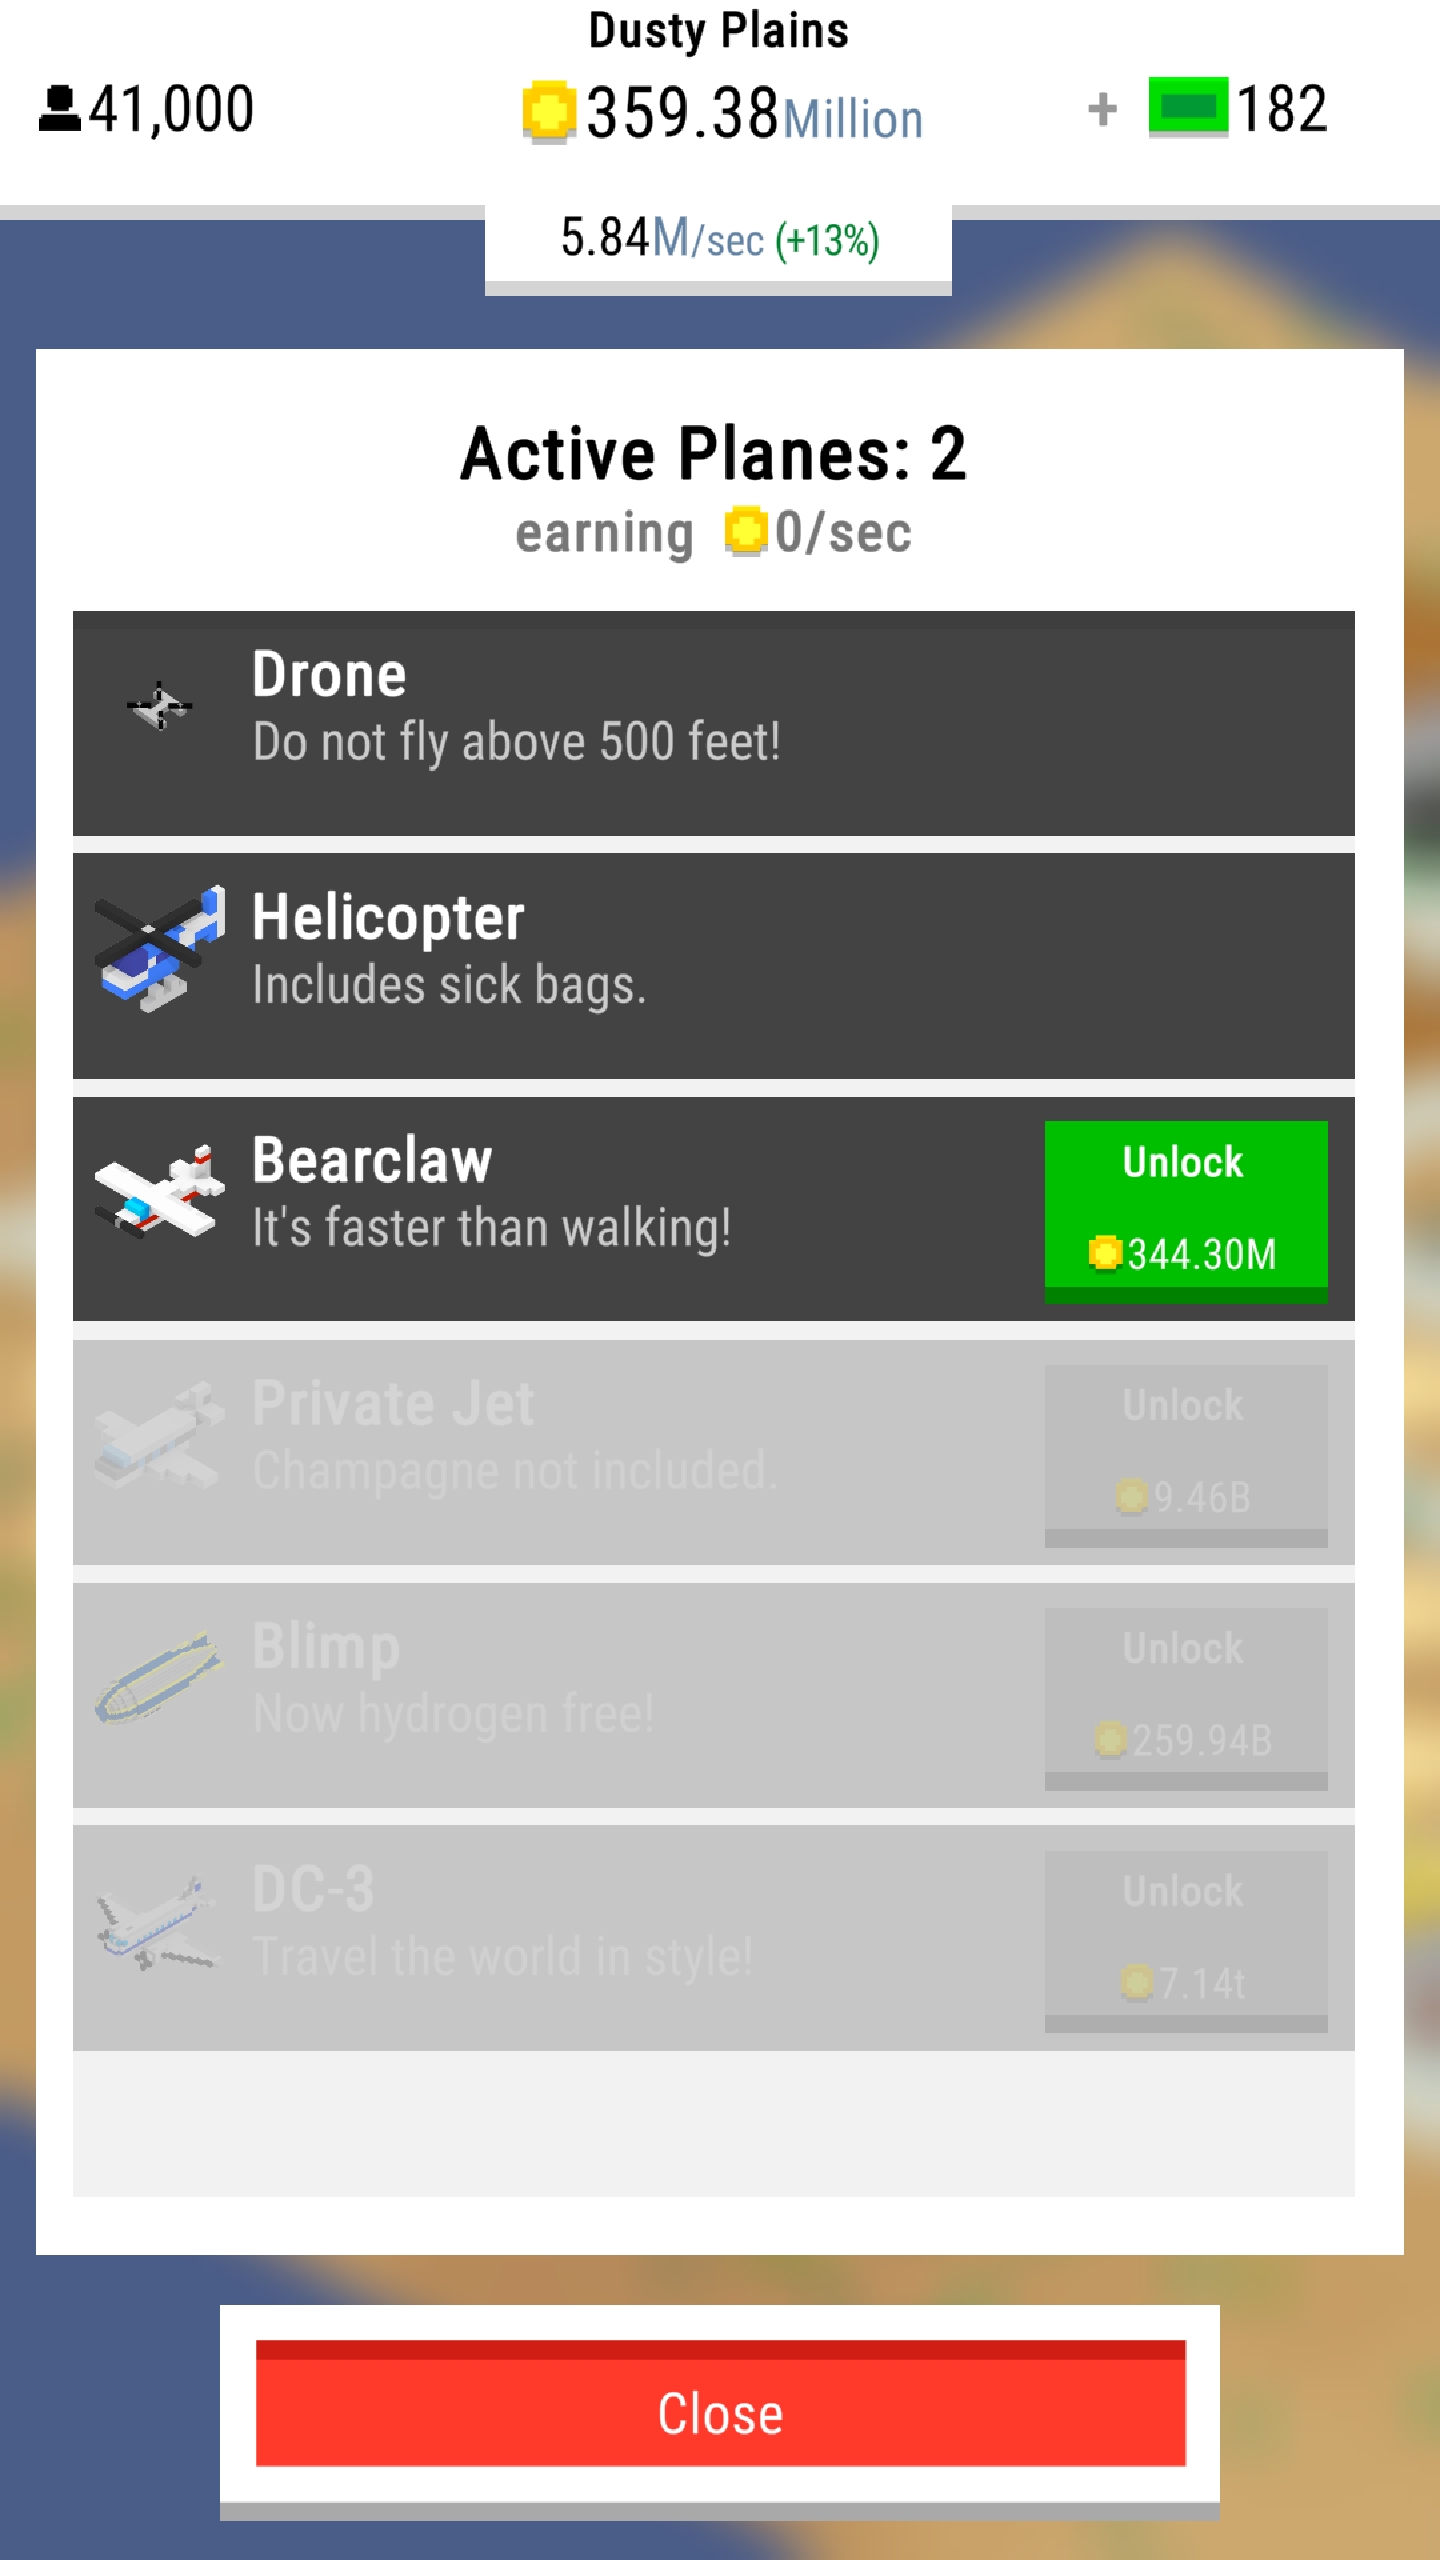 Dusty Plains
41,000
359.38Million
+ 182
5.84M/sec (+13%)
Active Planes: 2
earning 0/sec
Drone
Do not fly above 500 feet!
Helicopter
Includes sick bags.
Bearclaw
It's faster than walking!
Unlock
344.30M
Private Jet
Champagne not included.
Unlock
9.46B
Blimp
Now hydrogen free!
Unlock
259.94B
DC-3
Travel the world in style!
Unlock
7.14t
Close